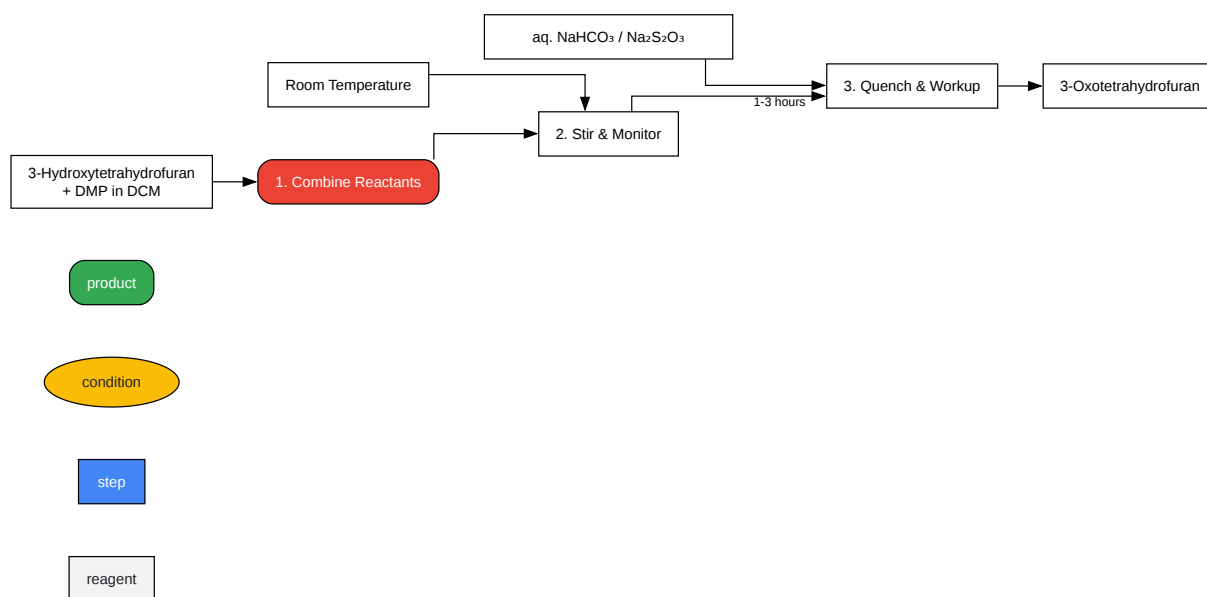 aq. NaHCO₃ / Na₂S₂O₃
Room Temperature
3. Quench & Workup
3-Oxotetrahydrofuran
1-3 hours
2. Stir & Monitor
3-Hydroxytetrahydrofuran
+ DMP in DCM
1. Combine Reactants
product
condition
step
reagent